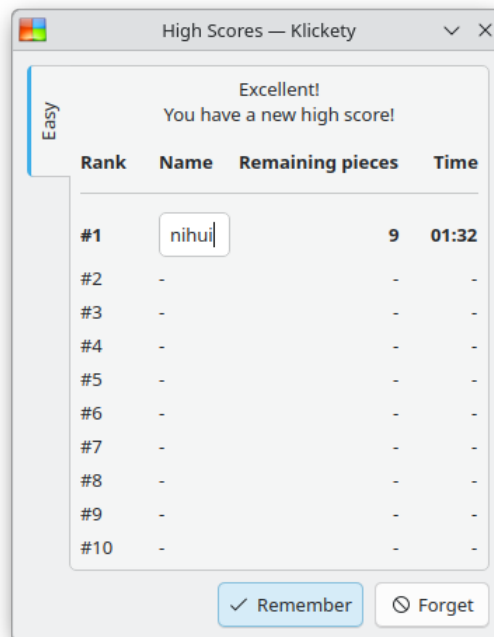 High Scores — Klickety
Easy
Excellent!
You have a new high score!
Rank Name Remaining pieces Time
#1 nihui 9 01:32
#2 - - -
#3 - - -
#4 - - -
#5 - - -
#6 - - -
#7 - - -
#8 - - -
#9 - - -
#10 - - -
Remember Forget